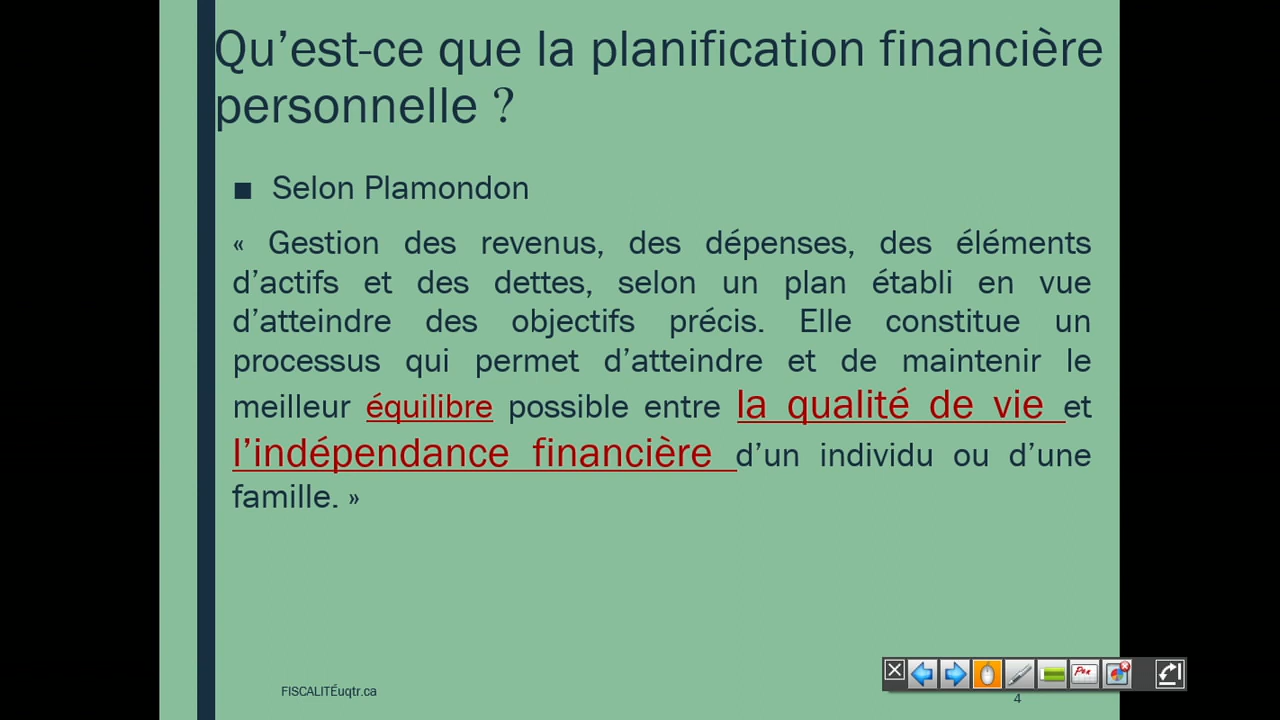 Qu’est-ce que la planification financière
personnelle ?
■ Selon Plamondon
« Gestion des revenus, des dépenses, des éléments
d’actifs et des dettes, selon un plan établi en vue
d’atteindre des objectifs précis. Elle constitue un
processus qui permet d’atteindre et de maintenir le
meilleur équilibre possible entre la qualité de vie et
l’indépendance financière d’un individu ou d’une
famille. »
Pen
FISCALITÉuqtr.ca
4